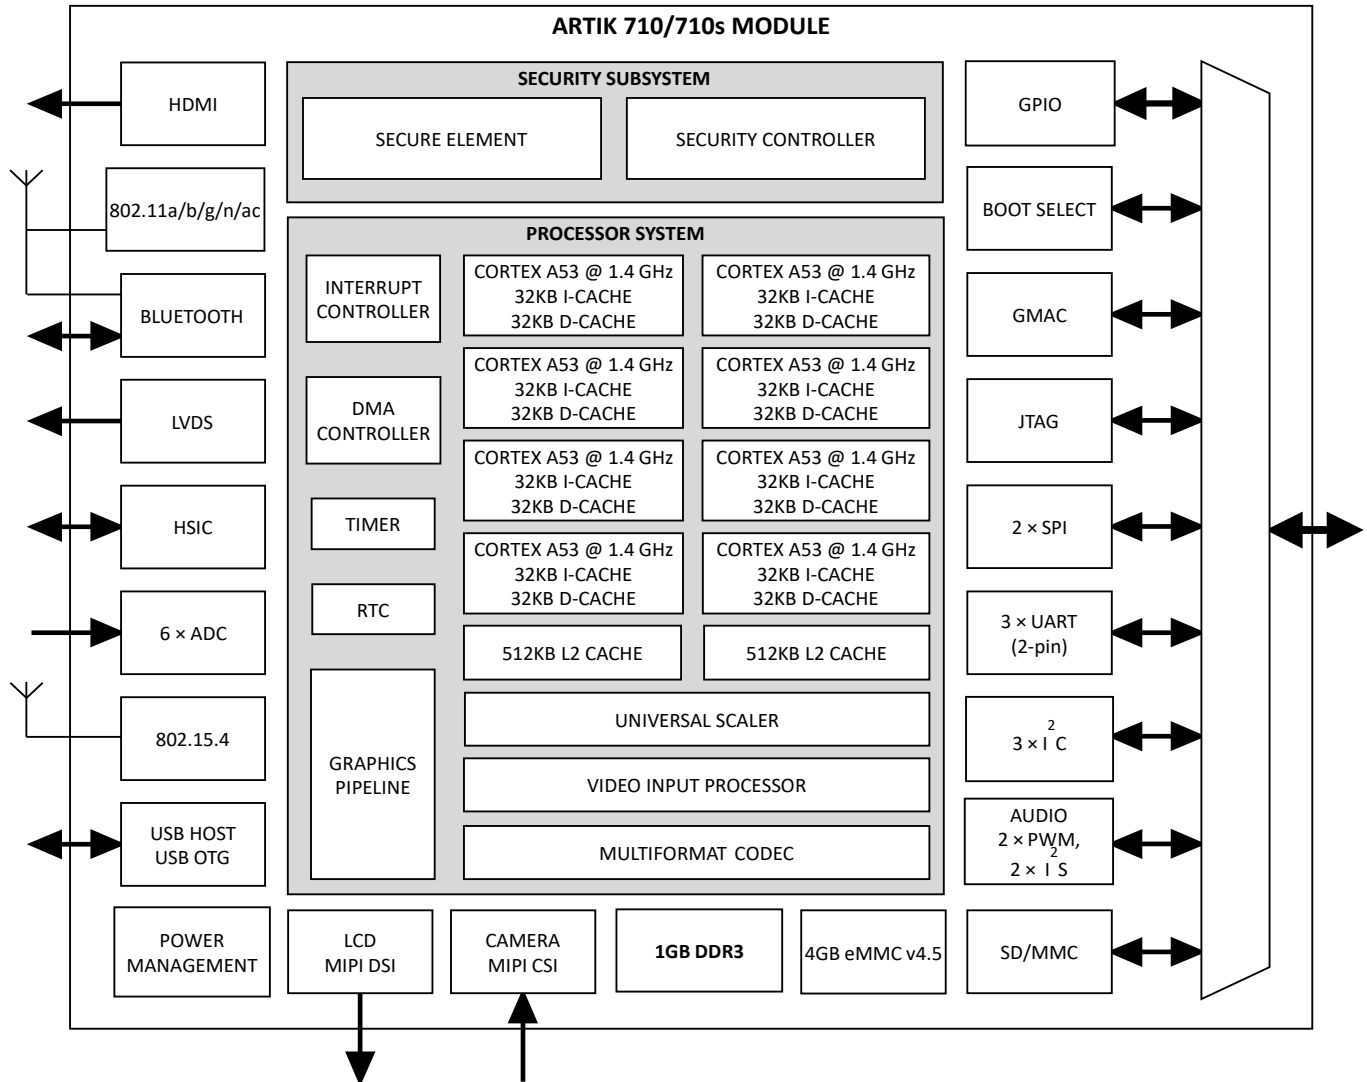 ARTIK 710/710s MODULE
HDMI
802.11a/b/g/n/ac
BLUETOOTH
LVDS
HSIC
6 × ADC
802.15.4
USB HOST
USB OTG
POWER
MANAGEMENT
SECURITY SUBSYSTEM
SECURE ELEMENT
SECURITY CONTROLLER
PROCESSOR SYSTEM
INTERRUPT
CONTROLLER
DMA
CONTROLLER
TIMER
RTC
GRAPHICS
PIPELINE
CORTEX A53 @ 1.4 GHz
32KB I-CACHE
32KB D-CACHE
CORTEX A53 @ 1.4 GHz
32KB I-CACHE
32KB D-CACHE
CORTEX A53 @ 1.4 GHz
32KB I-CACHE
32KB D-CACHE
CORTEX A53 @ 1.4 GHz
32KB I-CACHE
32KB D-CACHE
CORTEX A53 @ 1.4 GHz
32KB I-CACHE
32KB D-CACHE
CORTEX A53 @ 1.4 GHz
32KB I-CACHE
32KB D-CACHE
CORTEX A53 @ 1.4 GHz
32KB I-CACHE
32KB D-CACHE
CORTEX A53 @ 1.4 GHz
32KB I-CACHE
32KB D-CACHE
512KB L2 CACHE
512KB L2 CACHE
UNIVERSAL SCALER
VIDEO INPUT PROCESSOR
MULTIFORMAT CODEC
LCD
MIPI DSI
CAMERA
MIPI CSI
1GB DDR3
4GB eMMC v4.5
GPIO
BOOT SELECT
GMAC
JTAG
2 × SPI
3 × UART
(2-pin)
3 × I²C
AUDIO
2 × PWM,
2 × I²S
SD/MMC